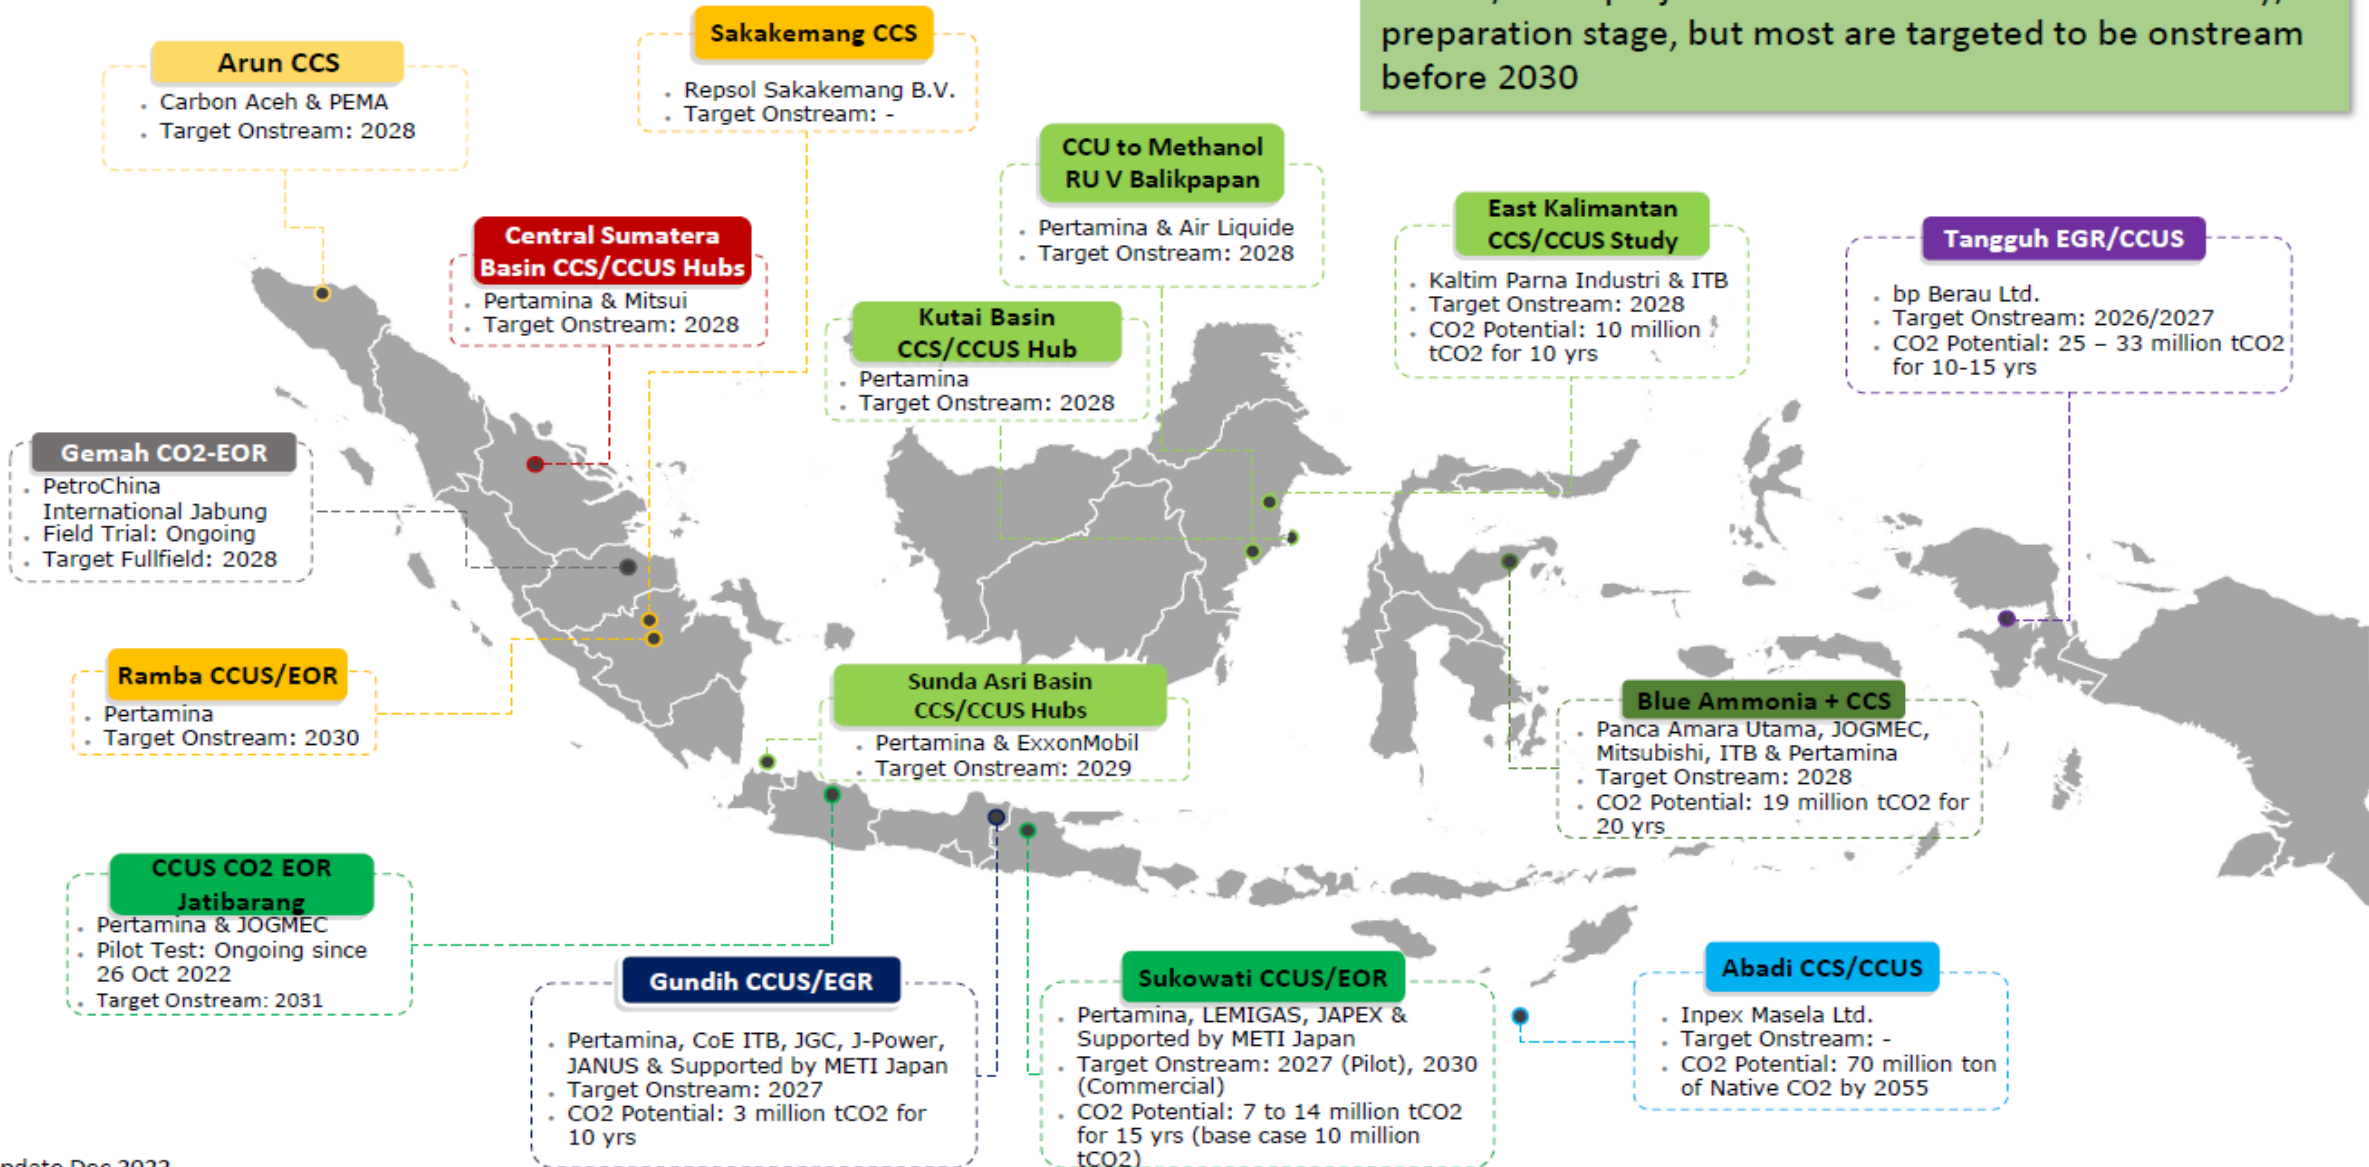 preparation stage, but most are targeted to be onstream
before 2030
Arun CCS
. Carbon Aceh & PEMA
. Target Onstream: 2028
Sakakemang CCS
. Repsol Sakakemang B.V.
. Target Onstream: -
CCU to Methanol
RU V Balikpapan
. Pertamina & Air Liquide
. Target Onstream: 2028
East Kalimantan
CCS/CCUS Study
. Kaltim Parna Industri & ITB
. Target Onstream: 2028
. CO2 Potential: 10 million
tCO2 for 10 yrs
Tangguh EGR/CCUS
. bp Berau Ltd.
. Target Onstream: 2026/2027
. CO2 Potential: 25 – 33 million tCO2
for 10-15 yrs
Central Sumatera
Basin CCS/CCUS Hubs
. Pertamina & Mitsui
. Target Onstream: 2028
Kutai Basin
CCS/CCUS Hub
. Pertamina
. Target Onstream: 2028
Gemah CO2-EOR
. PetroChina
International Jabung
. Field Trial: Ongoing
. Target Fullfield: 2028
Ramba CCUS/EOR
. Pertamina
. Target Onstream: 2030
Sunda Asri Basin
CCS/CCUS Hubs
. Pertamina & ExxonMobil
. Target Onstream: 2029
Blue Ammonia + CCS
. Panca Amara Utama, JOGMEC,
Mitsubishi, ITB & Pertamina
. Target Onstream: 2028
. CO2 Potential: 19 million tCO2 for
20 yrs
CCUS CO2 EOR
Jatibarang
. Pertamina & JOGMEC
. Pilot Test: Ongoing since
26 Oct 2022
. Target Onstream: 2031
Gundih CCUS/EGR
. Pertamina, CoE ITB, JGC, J-Power,
JANUS & Supported by METI Japan
. Target Onstream: 2027
. CO2 Potential: 3 million tCO2 for
10 yrs
Sukowati CCUS/EOR
. Pertamina, LEMIGAS, JAPEX &
Supported by METI Japan
. Target Onstream: 2027 (Pilot), 2030
(Commercial)
. CO2 Potential: 7 to 14 million tCO2
for 15 yrs (base case 10 million
tCO2)
Abadi CCS/CCUS
. Inpex Masela Ltd.
. Target Onstream: -
. CO2 Potential: 70 million ton
of Native CO2 by 2055
Dec 2022